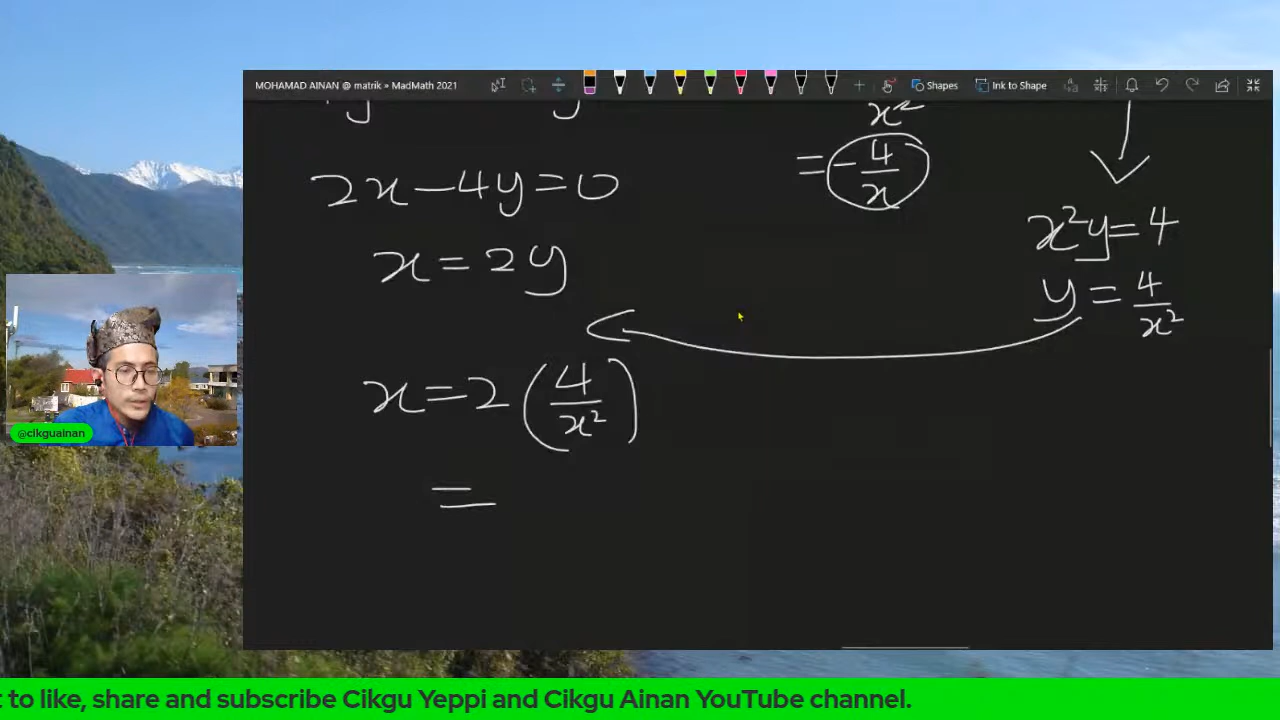 MOHAMAD AINAN @ matrik » MadMath 2021
Shapes
Ink to Shape
x²
= -4/x
2x - 4y = 0
x = 2y
x²y = 4
y = 4/x²
x = 2(4/x²)
=
@cikguainan
t to like, share and subscribe Cikgu Yeppi and Cikgu Ainan YouTube channel.